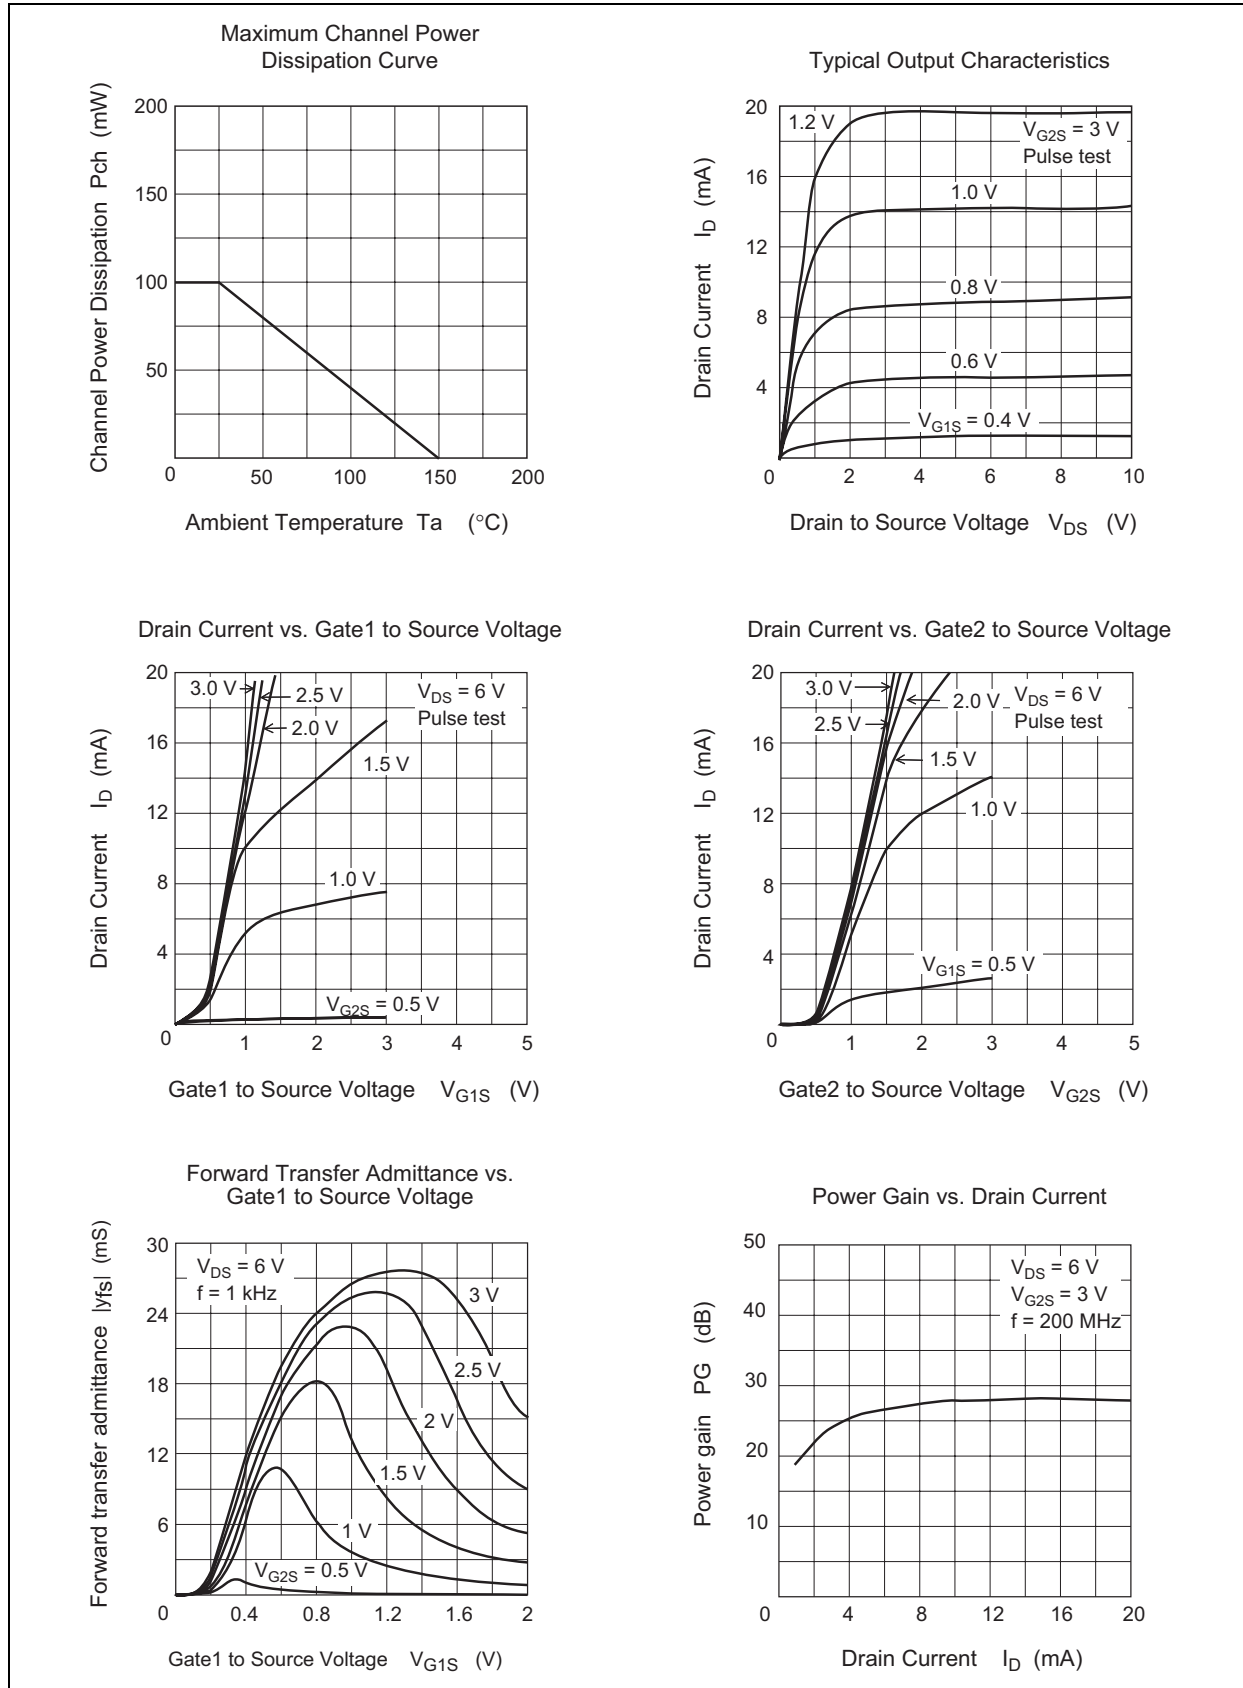 Maximum Channel Power
Dissipation Curve
Channel Power Dissipation Pch (mW)
200
150
100
50
0
50
100
150
200
Ambient Temperature Ta (°C)
Typical Output Characteristics
Drain Current I_D (mA)
20
16
12
8
4
1.2 V
V_G2S = 3 V
Pulse test
1.0 V
0.8 V
0.6 V
V_G1S = 0.4 V
0
2
4
6
8
10
Drain to Source Voltage V_DS (V)
Drain Current vs. Gate1 to Source Voltage
Drain Current I_D (mA)
20
16
12
8
4
3.0 V
2.5 V
2.0 V
V_DS = 6 V
Pulse test
1.5 V
1.0 V
V_G2S = 0.5 V
0
1
2
3
4
5
Gate1 to Source Voltage V_G1S (V)
Drain Current vs. Gate2 to Source Voltage
Drain Current I_D (mA)
20
16
12
8
4
3.0 V
2.5 V
2.0 V
V_DS = 6 V
Pulse test
1.5 V
1.0 V
V_G1S = 0.5 V
0
1
2
3
4
5
Gate2 to Source Voltage V_G2S (V)
Forward Transfer Admittance vs.
Gate1 to Source Voltage
Forward transfer admittance |yfs| (mS)
30
24
18
12
6
V_DS = 6 V
f = 1 kHz
3 V
2.5 V
2 V
1.5 V
1 V
V_G2S = 0.5 V
0
0.4
0.8
1.2
1.6
2
Gate1 to Source Voltage V_G1S (V)
Power Gain vs. Drain Current
Power gain PG (dB)
50
40
30
20
10
V_DS = 6 V
V_G2S = 3 V
f = 200 MHz
0
4
8
12
16
20
Drain Current I_D (mA)